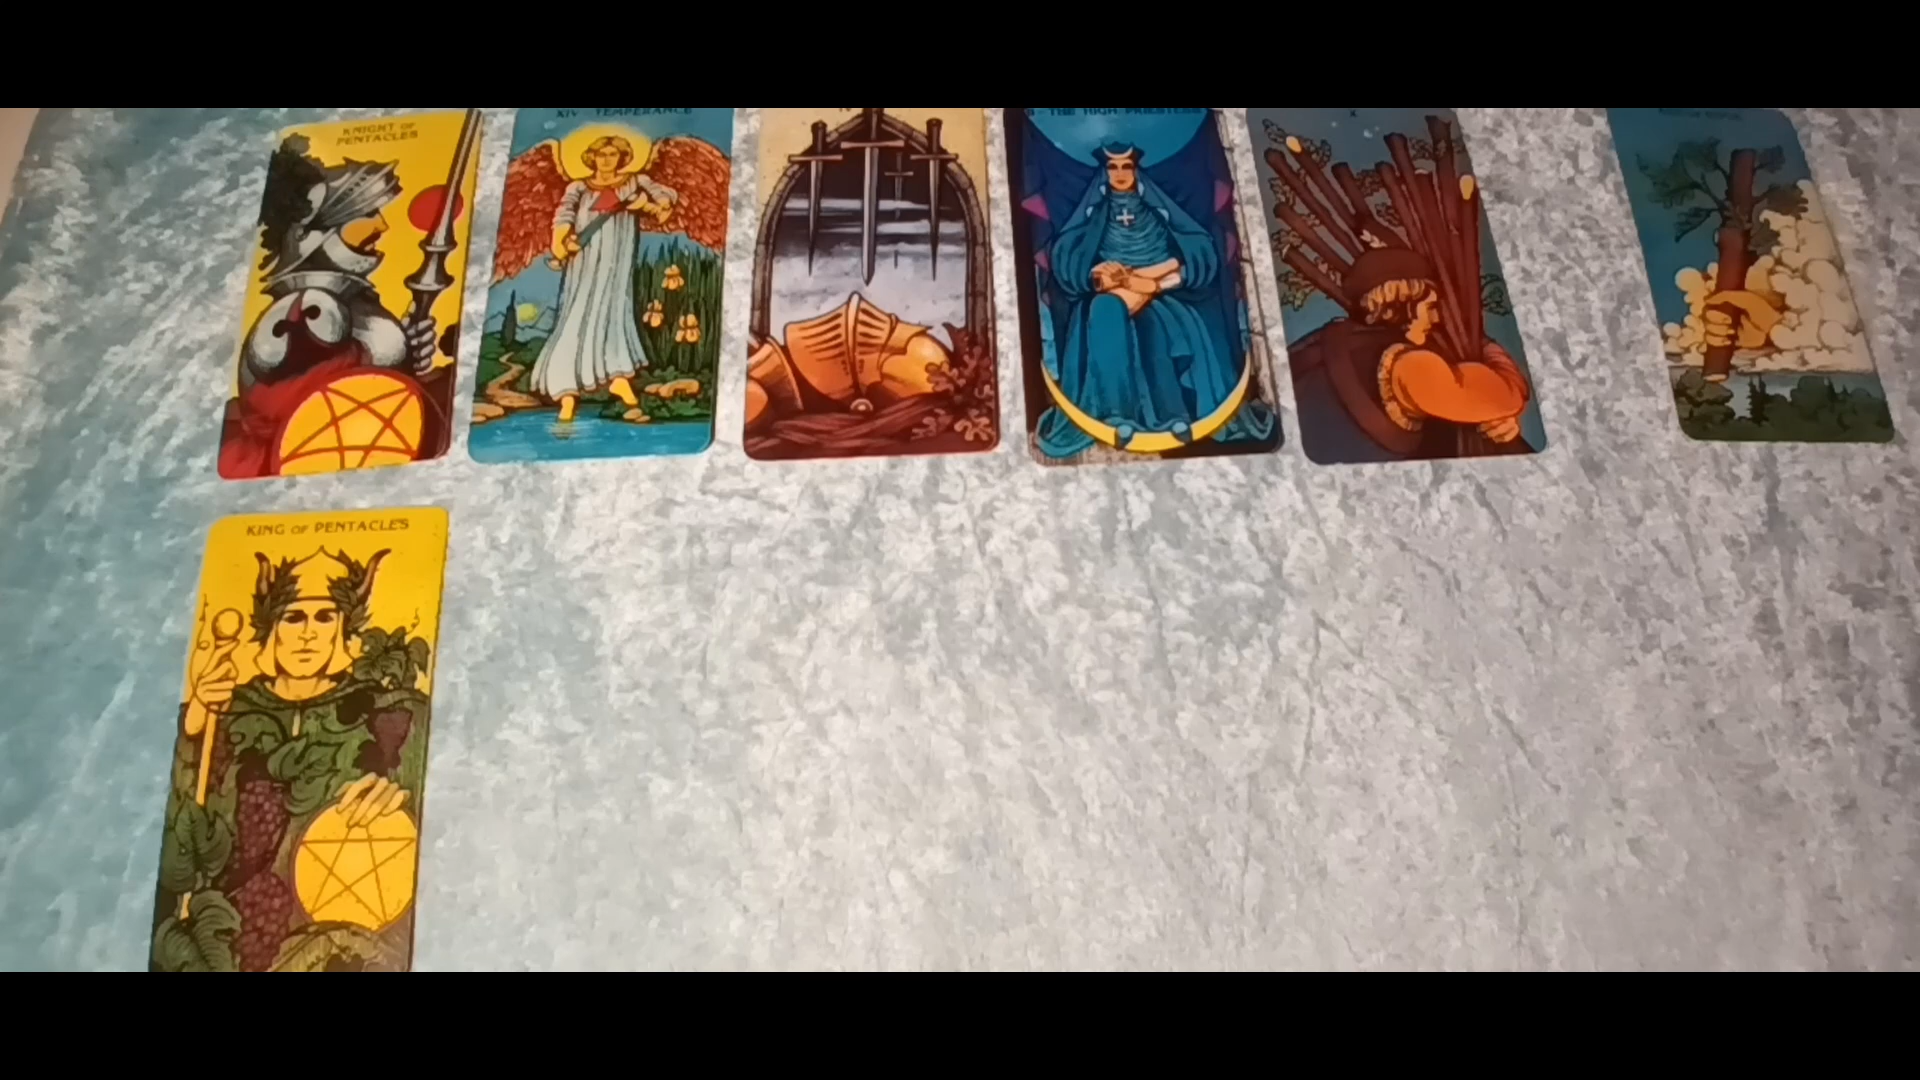 KNIGHT OF
PENTACLES
XIV TEMPERANCE
THE HIGH PRIESTESS
X
KING OF PENTACLES